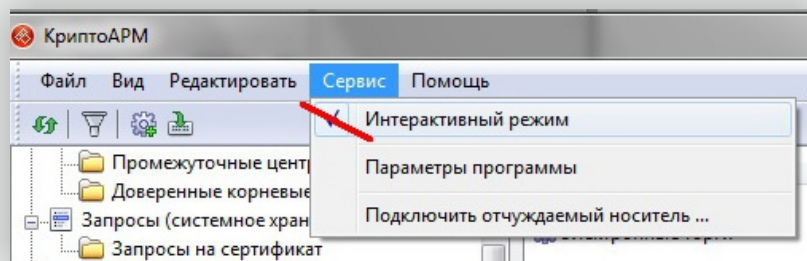 КриптоАРМ
Файл Вид Редактировать Сервис Помощь
Интерактивный режим
Промежуточные цент
Параметры программы
Доверенные корневые
Запросы (системное хран
Подключить отчуждаемый носитель ...
Запросы на сертификат